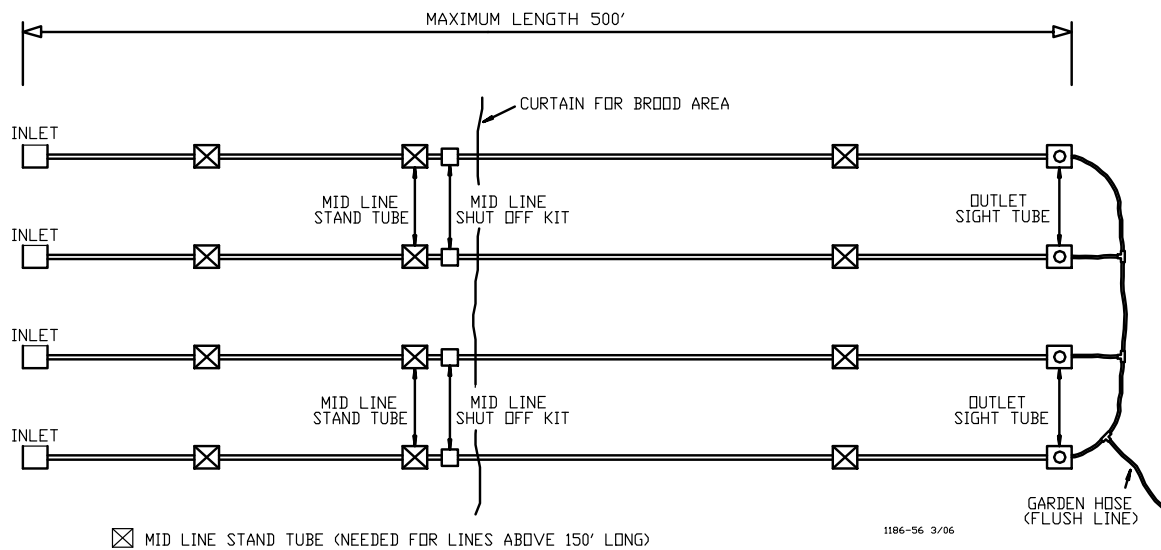 MAXIMUM LENGTH 500'
CURTAIN FOR BROOD AREA
INLET
MID LINE
STAND TUBE
MID LINE
SHUT OFF KIT
OUTLET
SIGHT TUBE
INLET
INLET
MID LINE
STAND TUBE
MID LINE
SHUT OFF KIT
OUTLET
SIGHT TUBE
INLET
GARDEN HOSE
(FLUSH LINE)
1186-56 3/06
MID LINE STAND TUBE (NEEDED FOR LINES ABOVE 150' LONG)